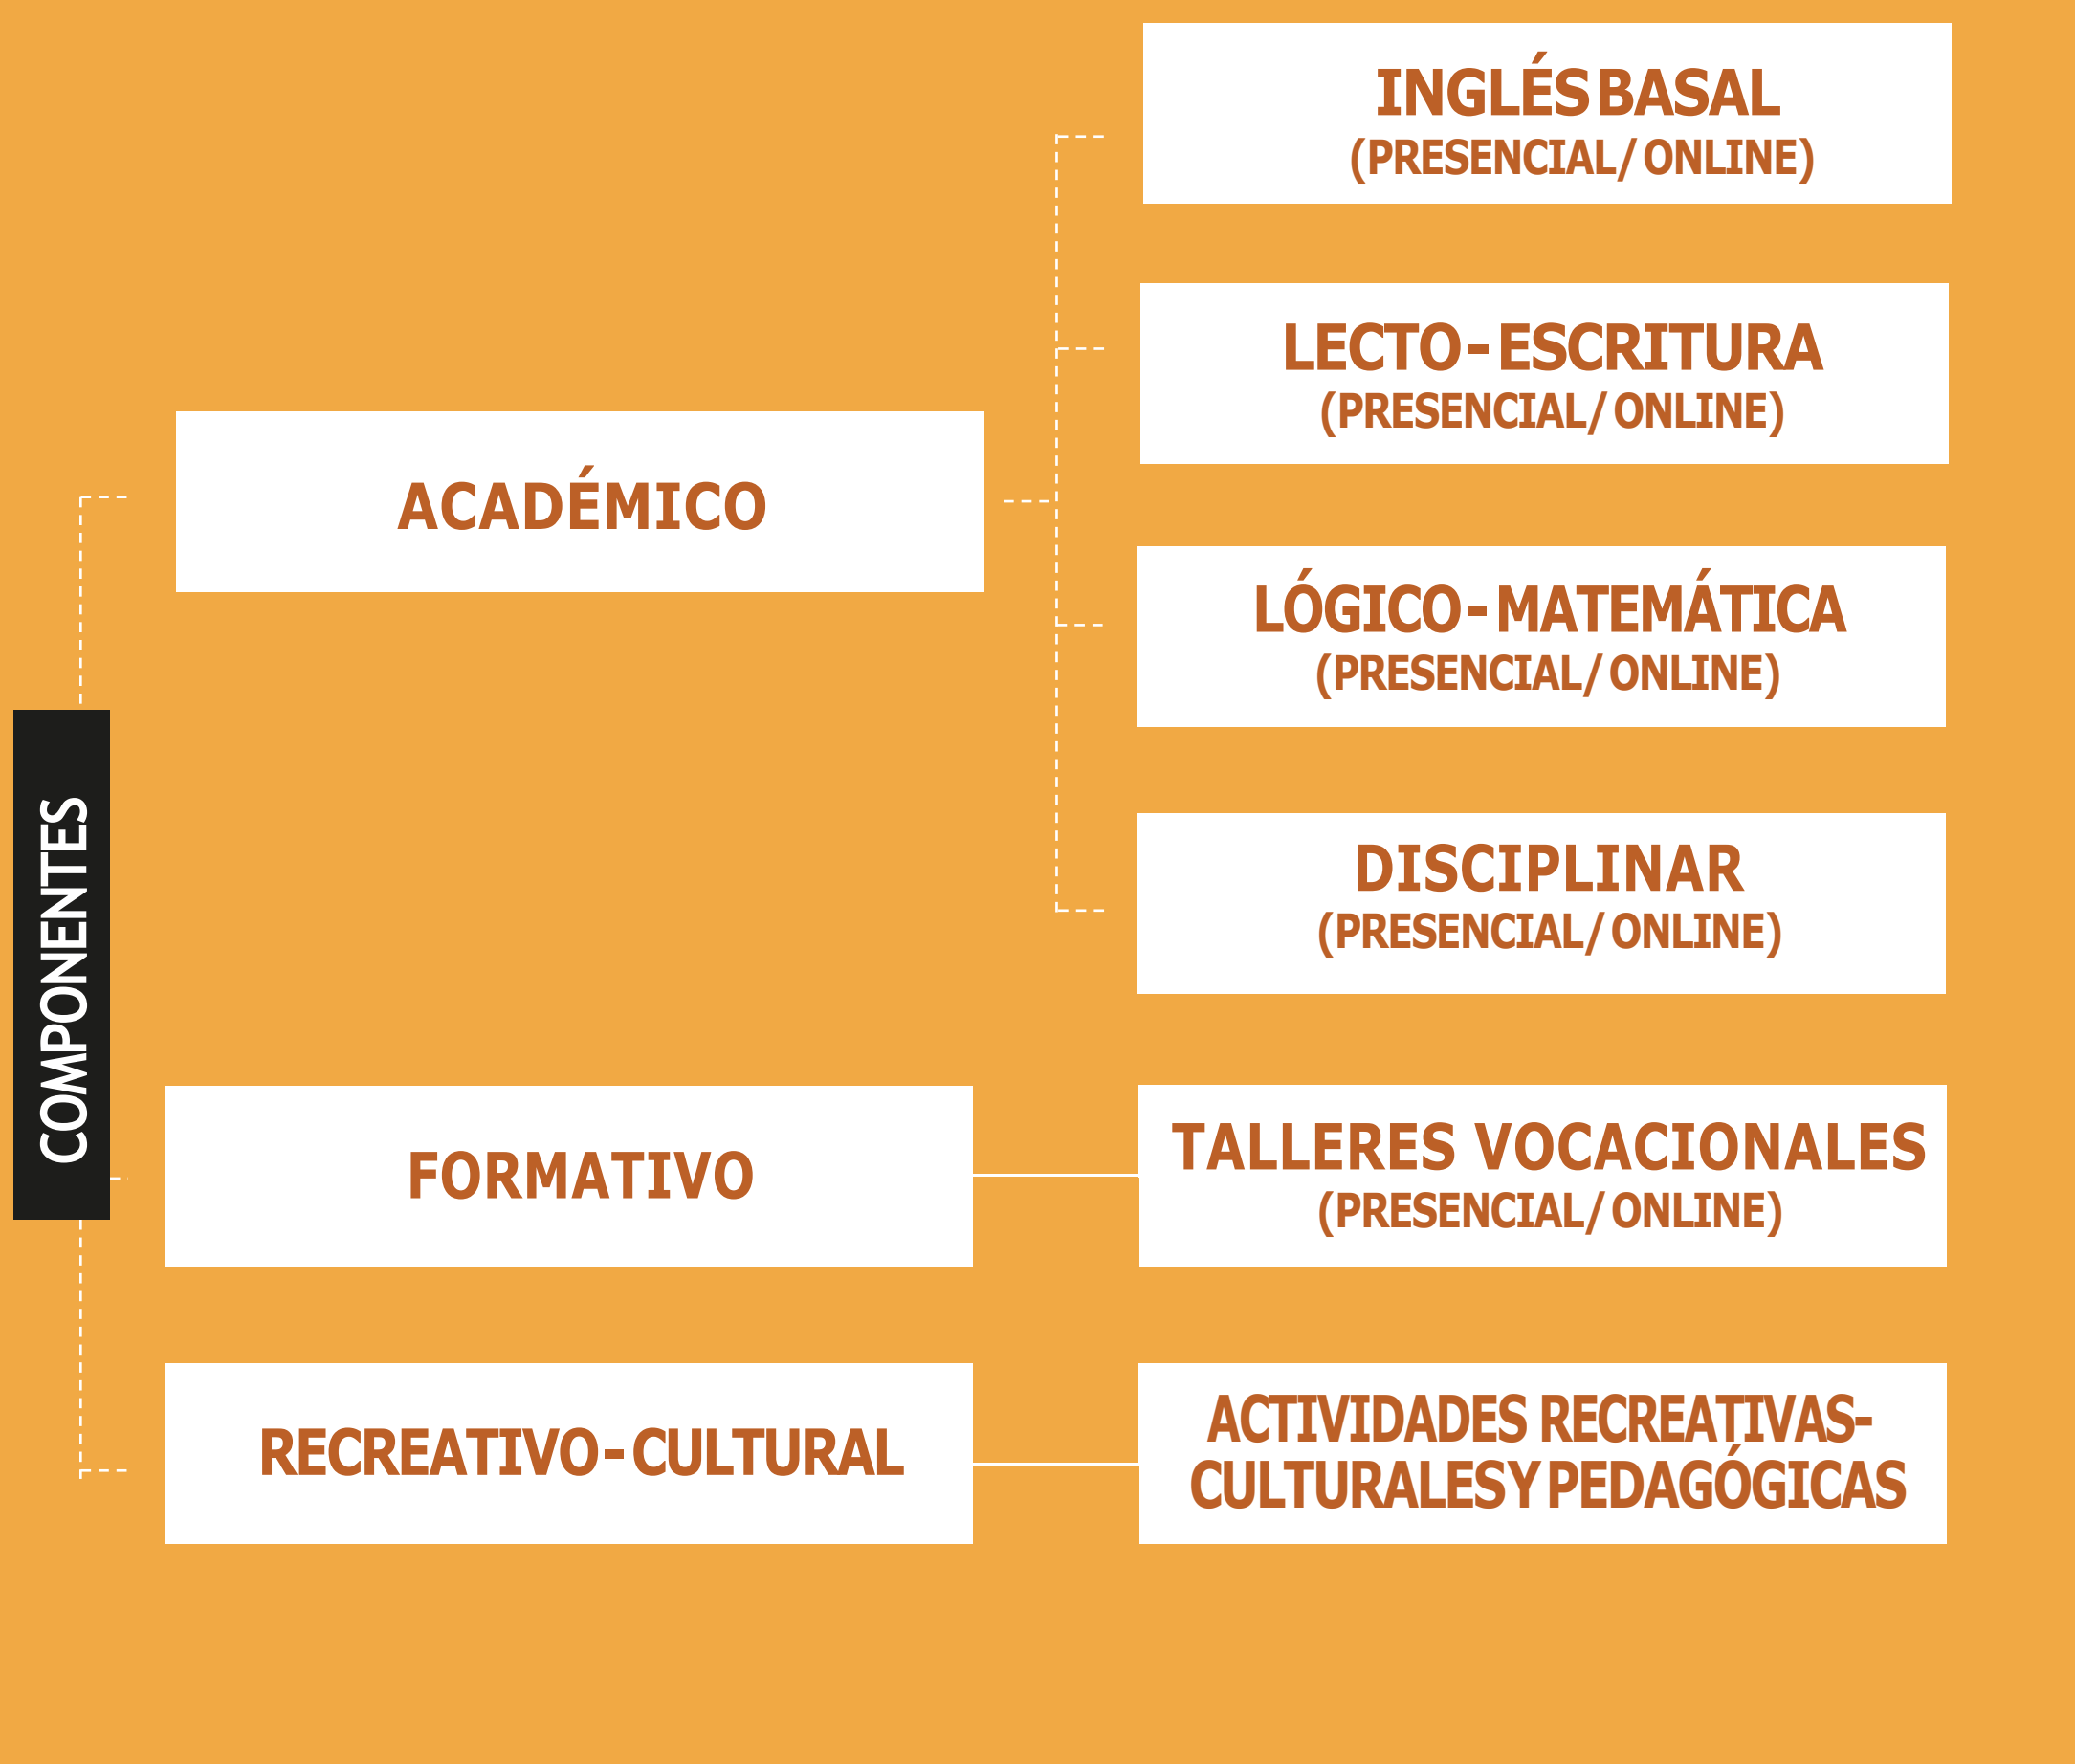 COMPONENTES
ACADÉMICO
INGLÉS BASAL
(PRESENCIAL/ONLINE)
LECTO-ESCRITURA
(PRESENCIAL/ONLINE)
LÓGICO-MATEMÁTICA
(PRESENCIAL/ONLINE)
DISCIPLINAR
(PRESENCIAL/ONLINE)
FORMATIVO
TALLERES VOCACIONALES
(PRESENCIAL/ONLINE)
RECREATIVO-CULTURAL
ACTIVIDADES RECREATIVAS-
CULTURALES Y PEDAGÓGICAS